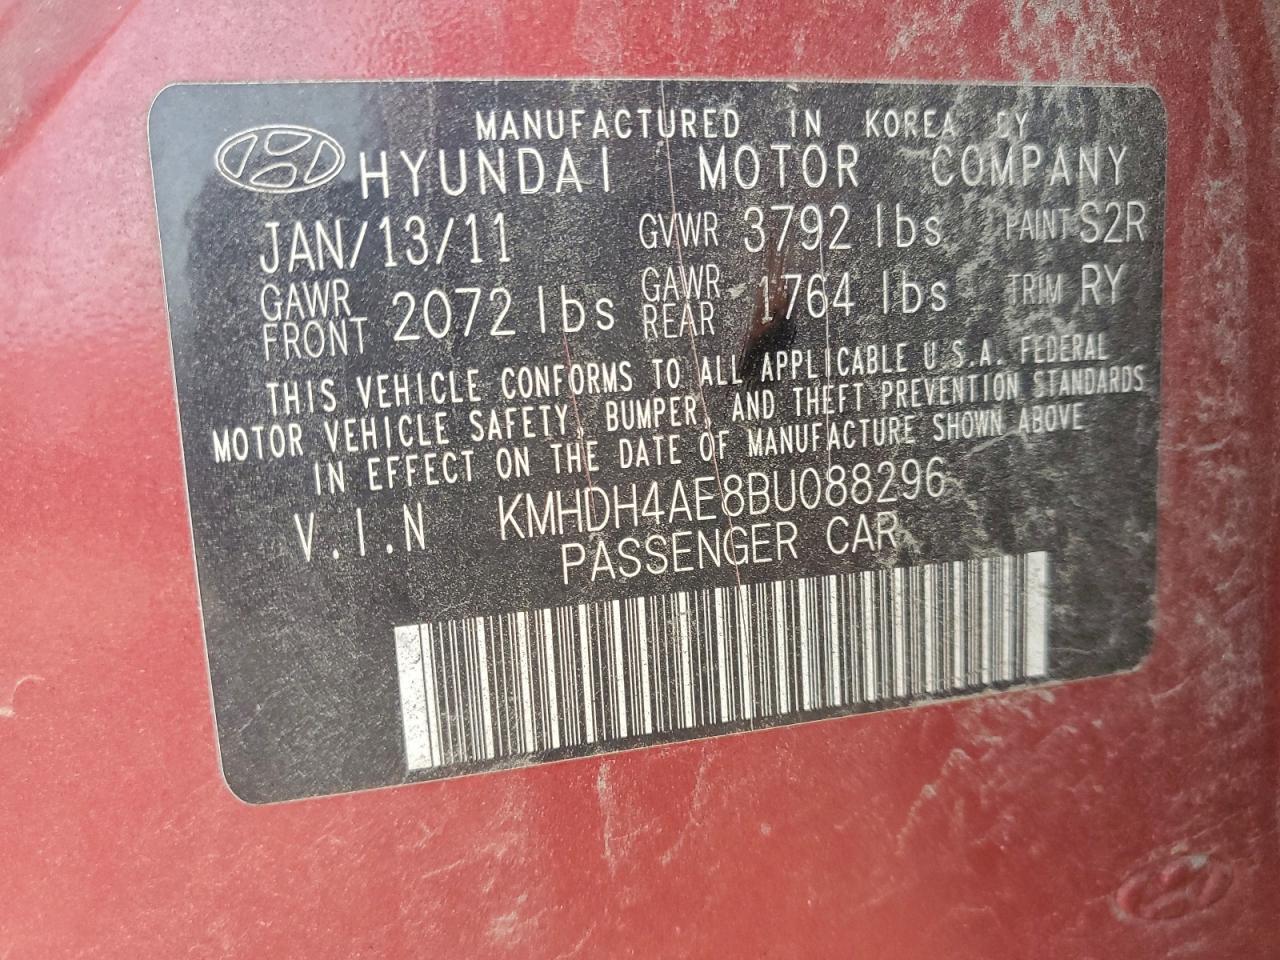 MANUFACTURED IN KOREA BY
HYUNDAI MOTOR COMPANY
JAN/13/11 GVWR 3792 lbs PAINT S2R
GAWR FRONT 2072 lbs GAWR REAR 1764 lbs TRIM RY
THIS VEHICLE CONFORMS TO ALL APPLICABLE U.S.A. FEDERAL
MOTOR VEHICLE SAFETY, BUMPER, AND THEFT PREVENTION STANDARDS
IN EFFECT ON THE DATE OF MANUFACTURE SHOWN ABOVE
V.I.N KMHDH4AE8BU088296
PASSENGER CAR